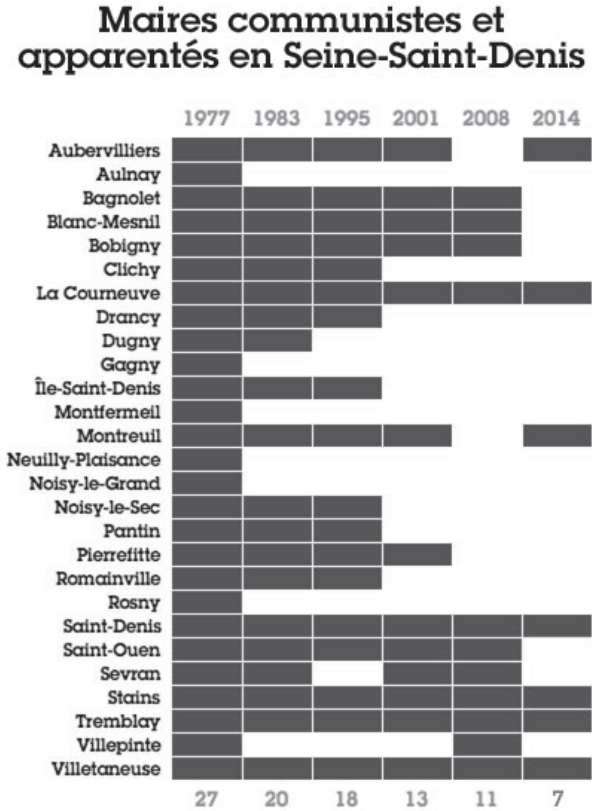 Maires communistes et
apparentés en Seine-Saint-Denis
1977 1983 1995 2001 2008 2014
Aubervilliers
Aulnay
Bagnolet
Blanc-Mesnil
Bobigny
Clichy
La Courneuve
Drancy
Dugny
Gagny
Île-Saint-Denis
Montfermeil
Montreuil
Neuilly-Plaisance
Noisy-le-Grand
Noisy-le-Sec
Pantin
Pierrefitte
Romainville
Rosny
Saint-Denis
Saint-Ouen
Sevran
Stains
Tremblay
Villepinte
Villetaneuse
27 20 18 13 11 7